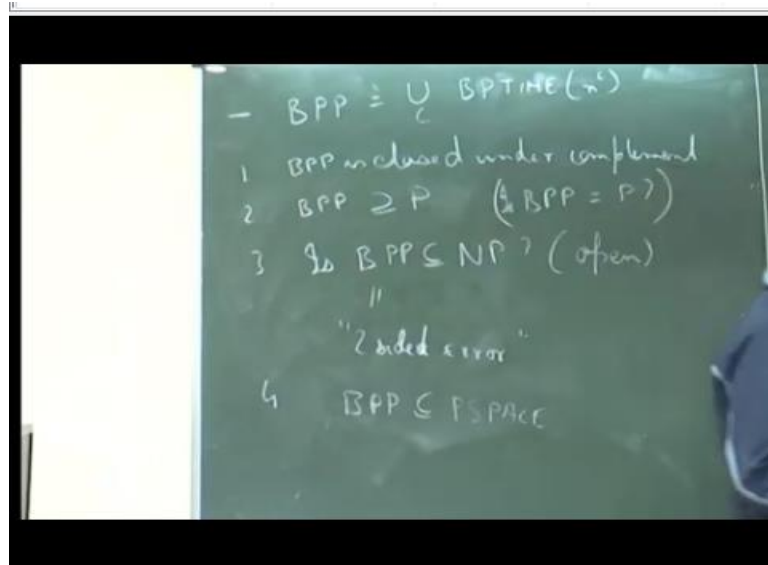 - BPP ≐ ∪_c BPTIME(n^c)
1 BPP is closed under complement
2 BPP ⊇ P (Is BPP = P?)
3 Is BPP ⊆ NP? (open)
"
"2 sided error"
4 BPP ⊆ PSPACE